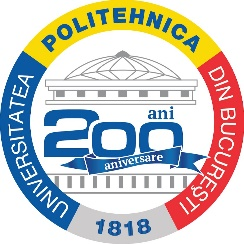 UNIVERSITATEA
POLITEHNICA
DIN BUCUREȘTI
200
ani
aniversare
1818